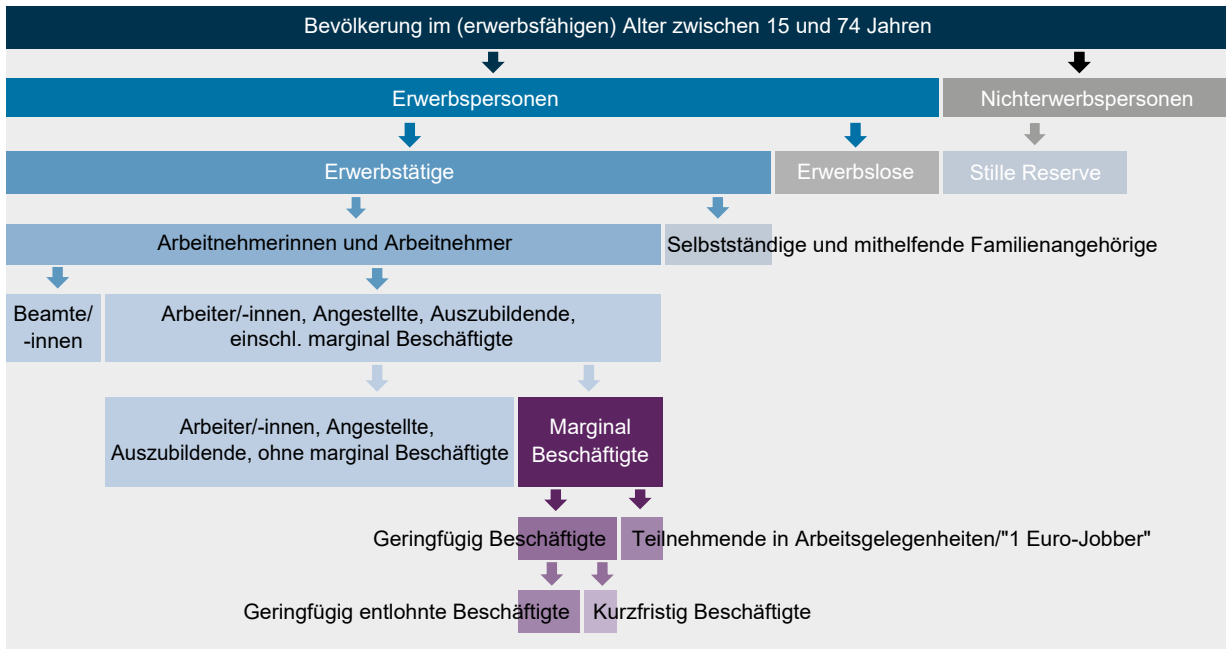 Bevölkerung im (erwerbsfähigen) Alter zwischen 15 und 74 Jahren
Erwerbspersonen
Nichterwerbspersonen
Erwerbstätige
Erwerbslose
Stille Reserve
Arbeitnehmerinnen und Arbeitnehmer
Selbstständige und mithelfende Familienangehörige
Beamte/
-innen
Arbeiter/-innen, Angestellte, Auszubildende,
einschl. marginal Beschäftigte
Arbeiter/-innen, Angestellte,
Auszubildende, ohne marginal Beschäftigte
Marginal
Beschäftigte
Geringfügig Beschäftigte
Teilnehmende in Arbeitsgelegenheiten/"1 Euro-Jobber"
Geringfügig entlohnte Beschäftigte
Kurzfristig Beschäftigte